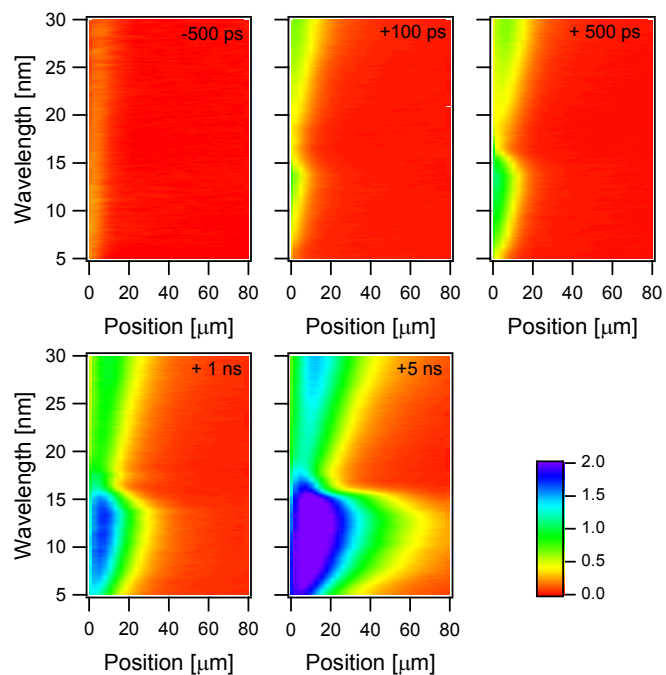 30
25
20
15
10
5
Wavelength [nm]
-500 ps
0 20 40 60 80
Position [μm]
+100 ps
0 20 40 60 80
Position [μm]
+ 500 ps
0 20 40 60 80
Position [μm]
30
25
20
15
10
5
Wavelength [nm]
+ 1 ns
0 20 40 60 80
Position [μm]
+5 ns
0 20 40 60 80
Position [μm]
2.0
1.5
1.0
0.5
0.0